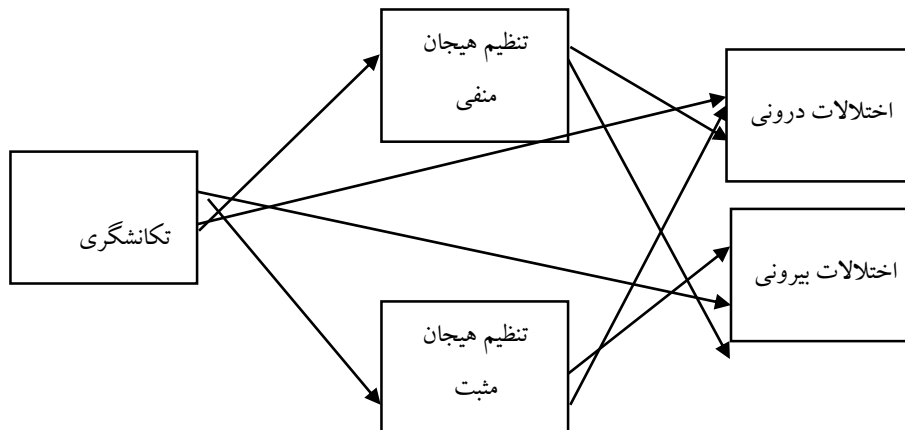 تنظیم هیجان
منفی
اختلالات درونی
تکانشگری
اختلالات بیرونی
تنظیم هیجان
مثبت